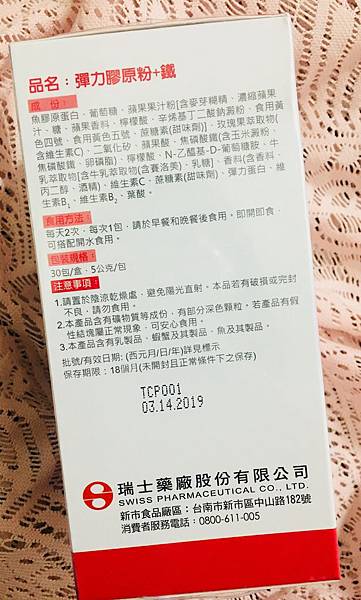 品名：彈力膠原粉+鐵
成 份：
魚膠原蛋白、葡萄糖、蘋果果汁粉[含麥芽糊精、濃縮蘋果
汁、糖、蘋果香料、檸檬酸、辛烯基丁二酸鈉澱粉、食用黃
色四號、食用黃色五號、蔗糖素(甜味劑)]、玫瑰果萃取物(
含維生素C)、二氧化矽、蘋果酸、焦磷酸鐵(含玉米澱粉、
焦磷酸鐵、卵磷脂)、檸檬酸、N-乙醯基-D-葡萄糖胺、牛
乳萃取物[含牛乳萃取物(含賽洛美)、乳糖]、香料(含香料、
丙二醇、酒精)、維生素C、蔗糖素(甜味劑)、彈力蛋白、維
生素B₁、維生素B₂、葉酸。
食用方法：
每天2次，每次1包，請於早餐和晚餐後食用。即開即食，
可搭配開水食用。
包裝規格：
30包/盒，5公克/包
注意事項：
1.請置於陰涼乾燥處，避免陽光直射。本品若有破損或完封
不良，請勿食用。
2.本產品含有礦物質等成份，有部分深色顆粒。若產品有假
性結塊屬正常現象，可安心食用。
3.本產品含有乳製品、蝦蟹及其製品、魚及其製品。
批號/有效日期: (西元月/日/年)詳見標示
保存期限：18個月(未開封且正常條件下之保存)
TCP001
03.14.2019
瑞士藥廠股份有限公司
SWISS PHARMACEUTICAL CO., LTD.
新市食品廠區：台南市新市區中山路182號
消費者服務電話：0800-611-005